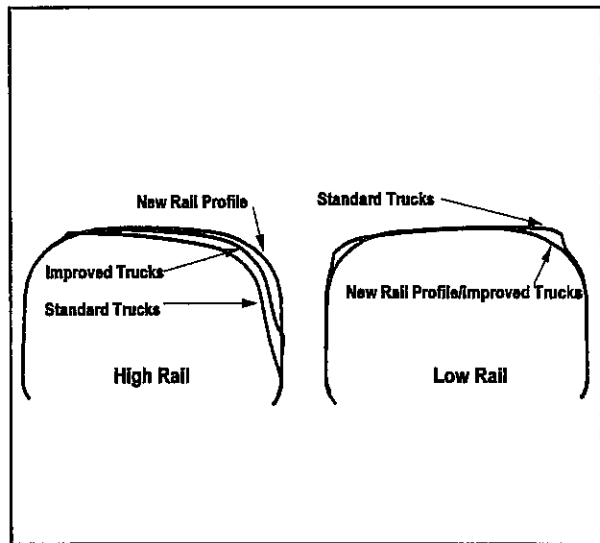 New Rail Profile
Improved Trucks
Standard Trucks
High Rail
Standard Trucks
New Rail Profile/Improved Trucks
Low Rail